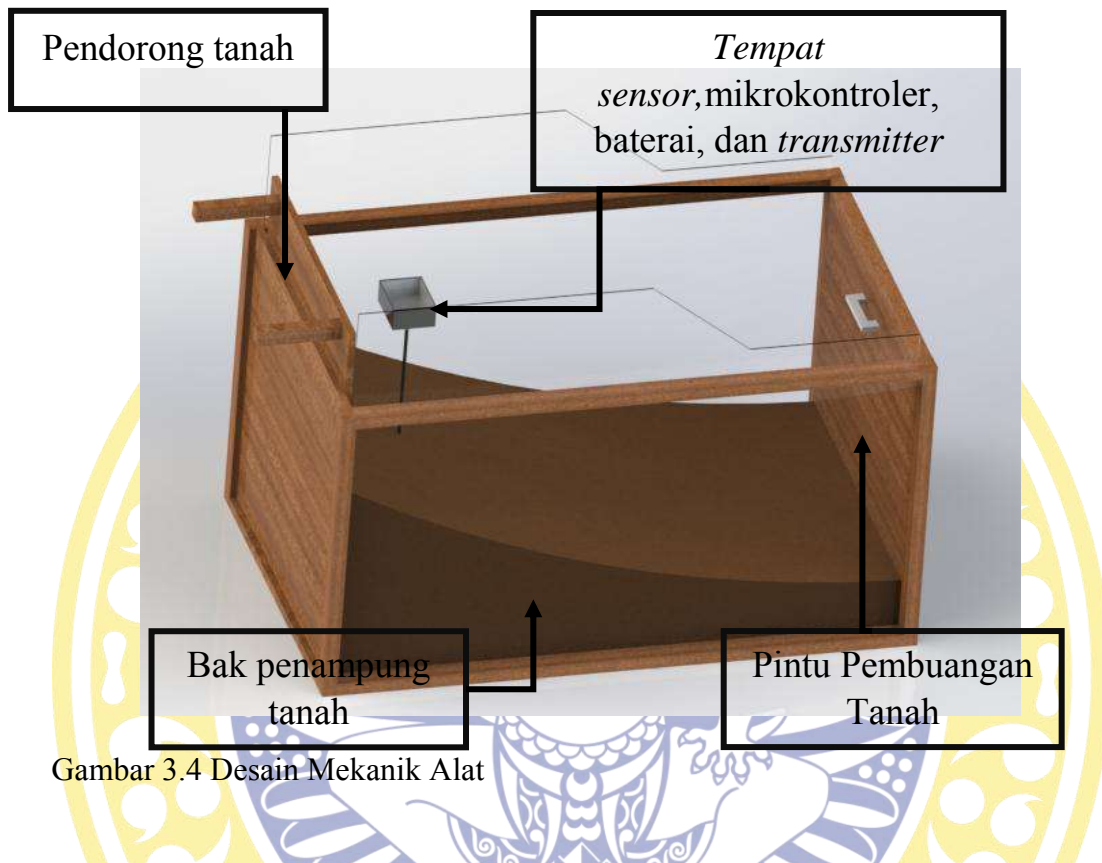 Pendorong tanah
Tempat
sensor,mikrokontroler,
baterai, dan transmitter
Bak penampung
tanah
Pintu Pembuangan
Tanah
Gambar 3.4 Desain Mekanik Alat